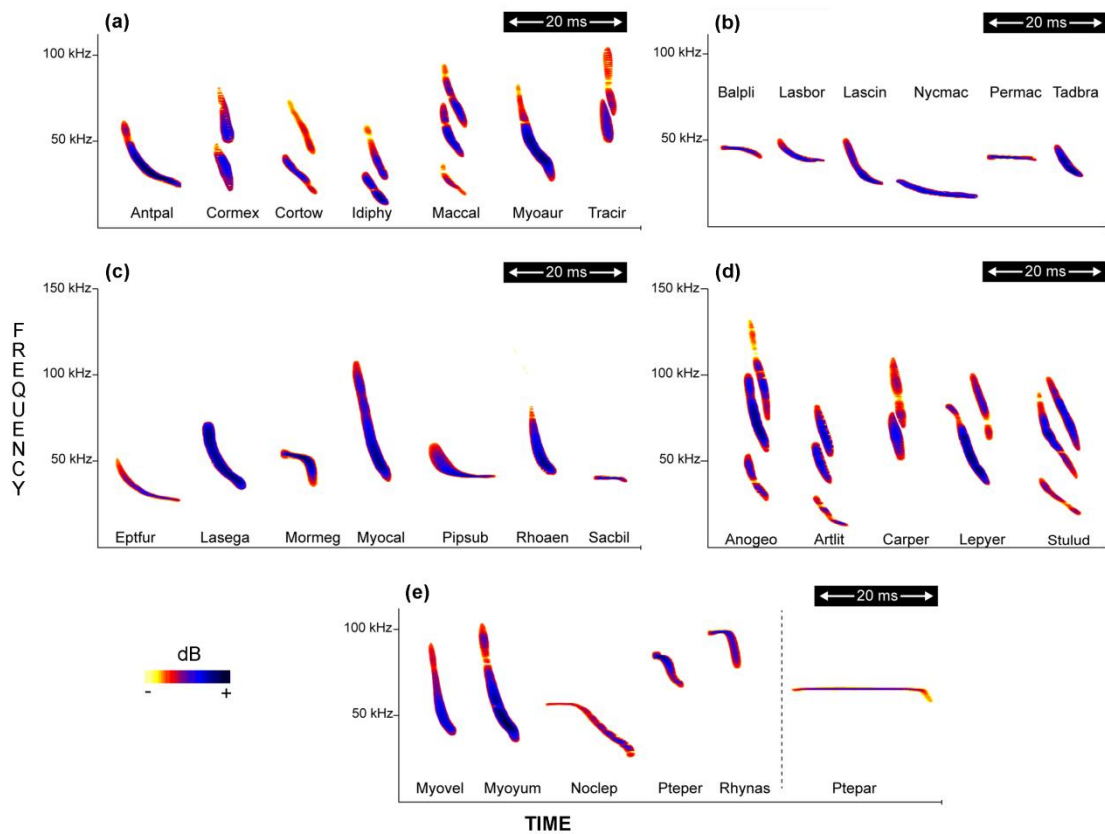 (a)
20 ms
100 kHz
50 kHz
Antpal Cormex Cortow Idiphy Maccal Myoaur Tracir
(b)
20 ms
100 kHz
Balpli Lasbor Lascin Nycmac Permac Tadbra
50 kHz
(c)
20 ms
150 kHz
100 kHz
50 kHz
Eptfur Lasega Mormeg Myocal Pipsub Rhoaen Sacbil
(d)
20 ms
150 kHz
100 kHz
50 kHz
Anogeo Artlit Carper Lepyer Stulud
FREQUENCY
(e)
20 ms
100 kHz
50 kHz
Myovel Myoyum Noclep Pteper Rhynas Ptepar
dB
- +
TIME